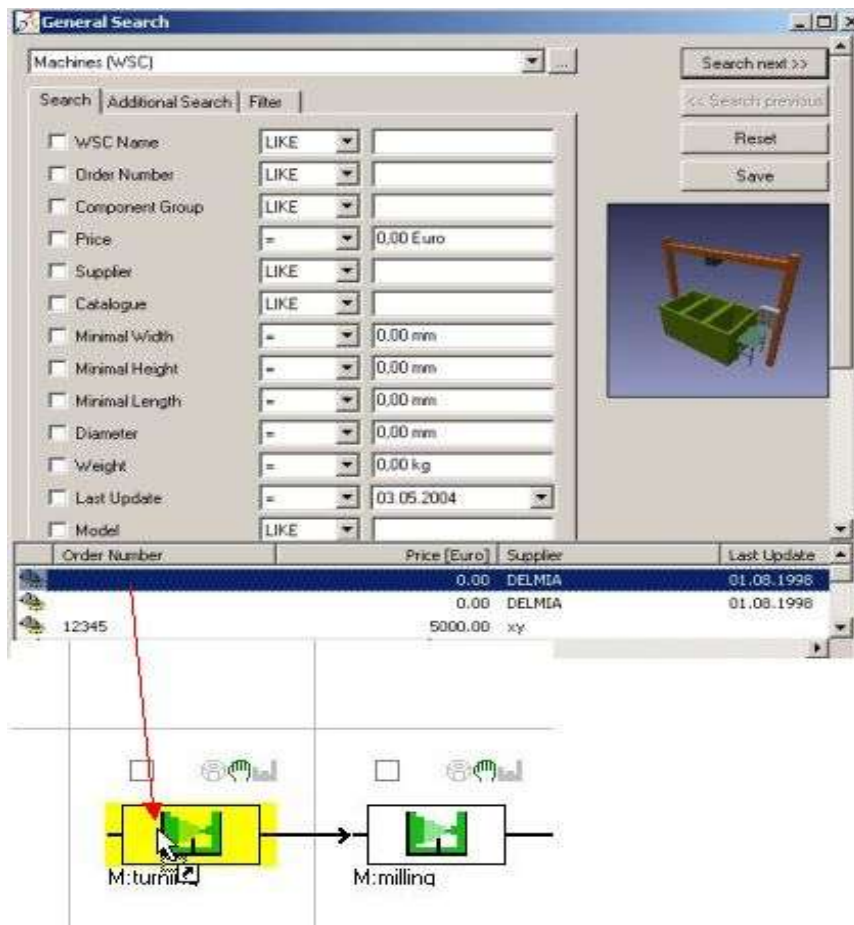 General Search
Machines (WSC)
...
Search next >>
Search Additional Search Filter
<< Search previous
WSC Name LIKE
Reset
Order Number LIKE
Save
Component Group LIKE
Price = 0,00 Euro
Supplier LIKE
Catalogue LIKE
Minimal Width = 0,00 mm
Minimal Height = 0,00 mm
Minimal Length = 0,00 mm
Diameter = 0,00 mm
Weight = 0,00 kg
Last Update = 03.05.2004
Model LIKE
Order Number Price [Euro] Supplier Last Update
0.00 DELMIA 01.08.1998
0.00 DELMIA 01.08.1998
12345 5000.00 xy
M:turning M:milling